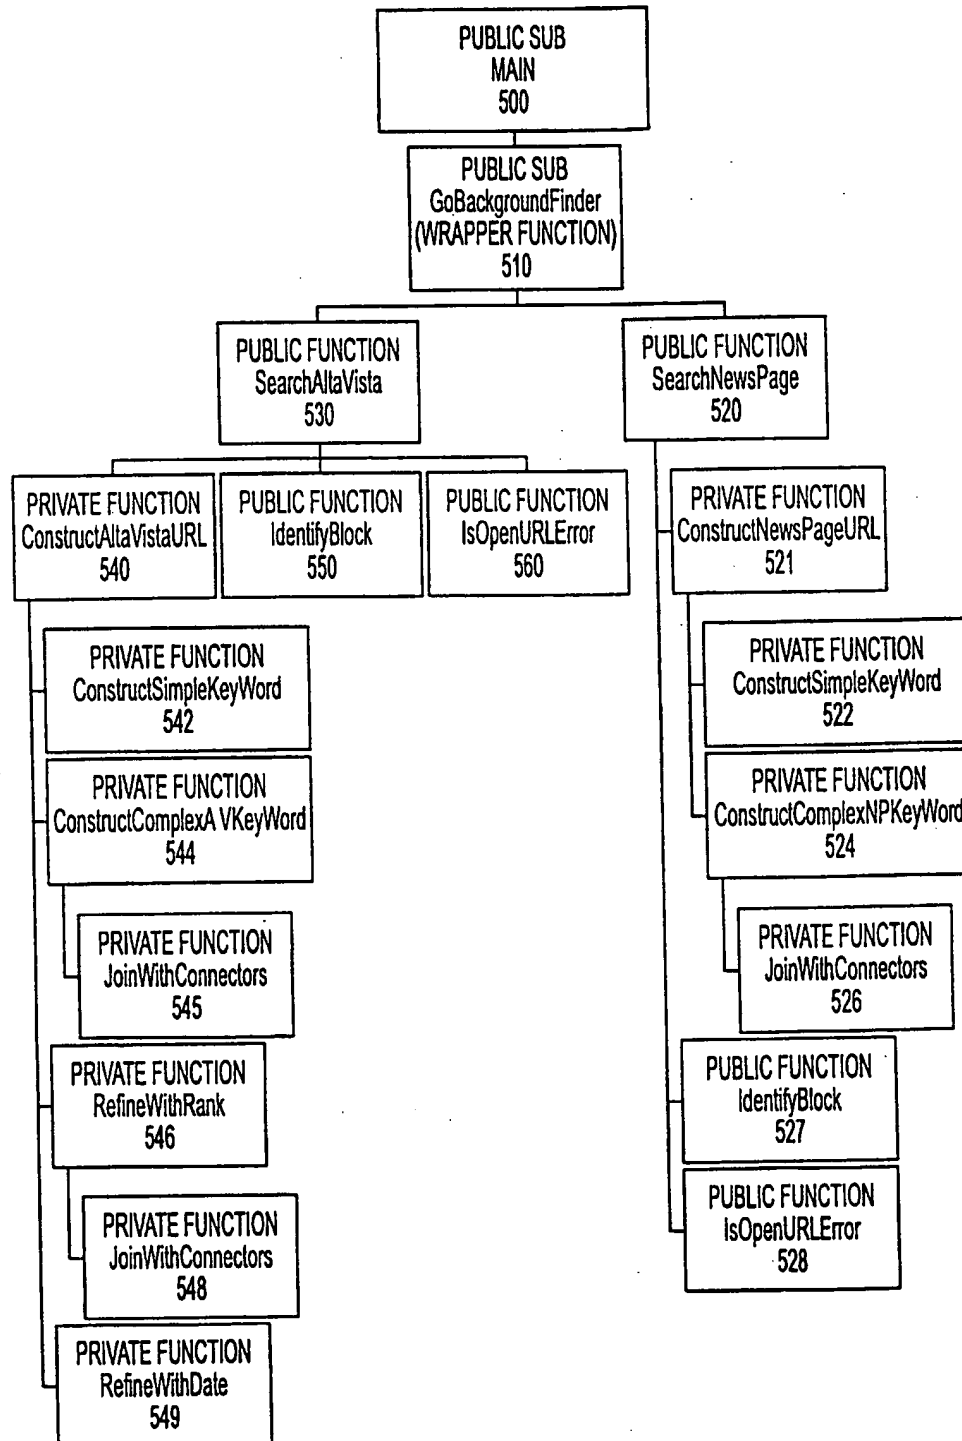 PUBLIC SUB
MAIN
500
PUBLIC SUB
GoBackgroundFinder
(WRAPPER FUNCTION)
510
PUBLIC FUNCTION
SearchAltaVista
530
PUBLIC FUNCTION
SearchNewsPage
520
PRIVATE FUNCTION
ConstructAltaVistaURL
540
PUBLIC FUNCTION
IdentifyBlock
550
PUBLIC FUNCTION
IsOpenURLError
560
PRIVATE FUNCTION
ConstructNewsPageURL
521
PRIVATE FUNCTION
ConstructSimpleKeyWord
542
PRIVATE FUNCTION
ConstructSimpleKeyWord
522
PRIVATE FUNCTION
ConstructComplexA VKeyWord
544
PRIVATE FUNCTION
ConstructComplexNPKeyWord
524
PRIVATE FUNCTION
JoinWithConnectors
545
PRIVATE FUNCTION
JoinWithConnectors
526
PRIVATE FUNCTION
RefineWithRank
546
PUBLIC FUNCTION
IdentifyBlock
527
PRIVATE FUNCTION
JoinWithConnectors
548
PUBLIC FUNCTION
IsOpenURLError
528
PRIVATE FUNCTION
RefineWithDate
549